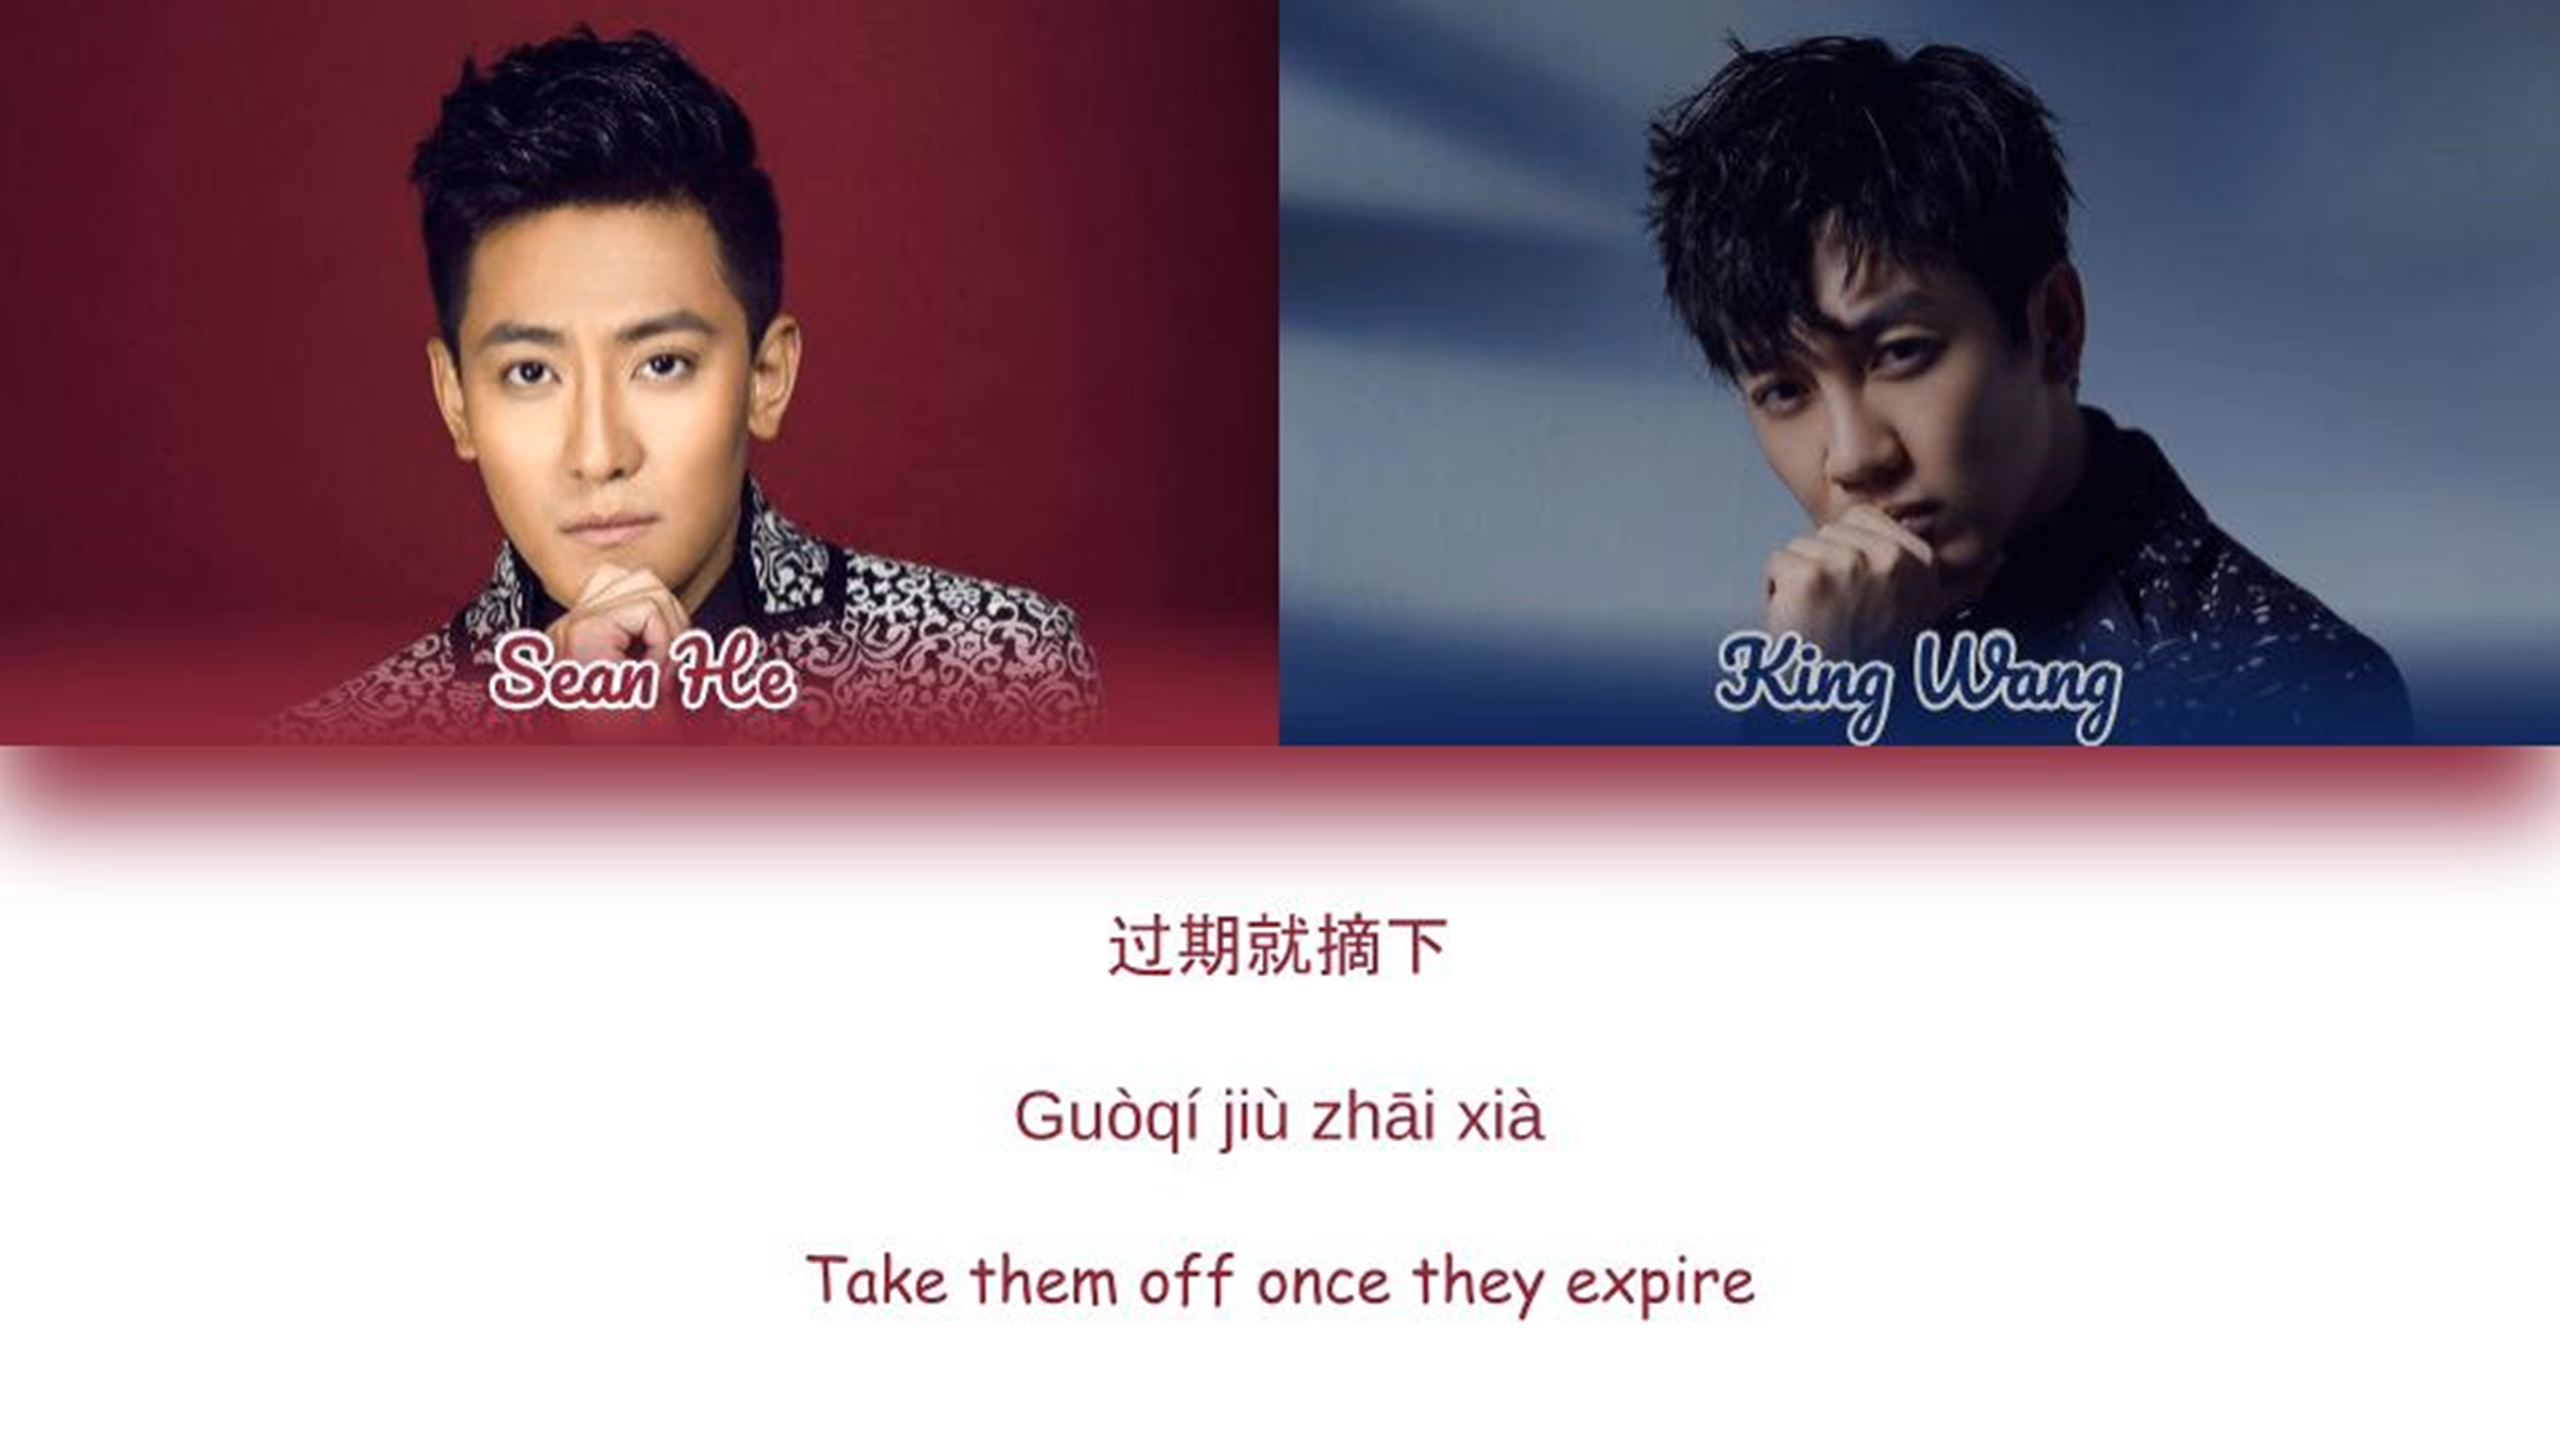 Sean He
King Wang
过期就摘下
Guòqí jiù zhāi xià
Take them off once they expire